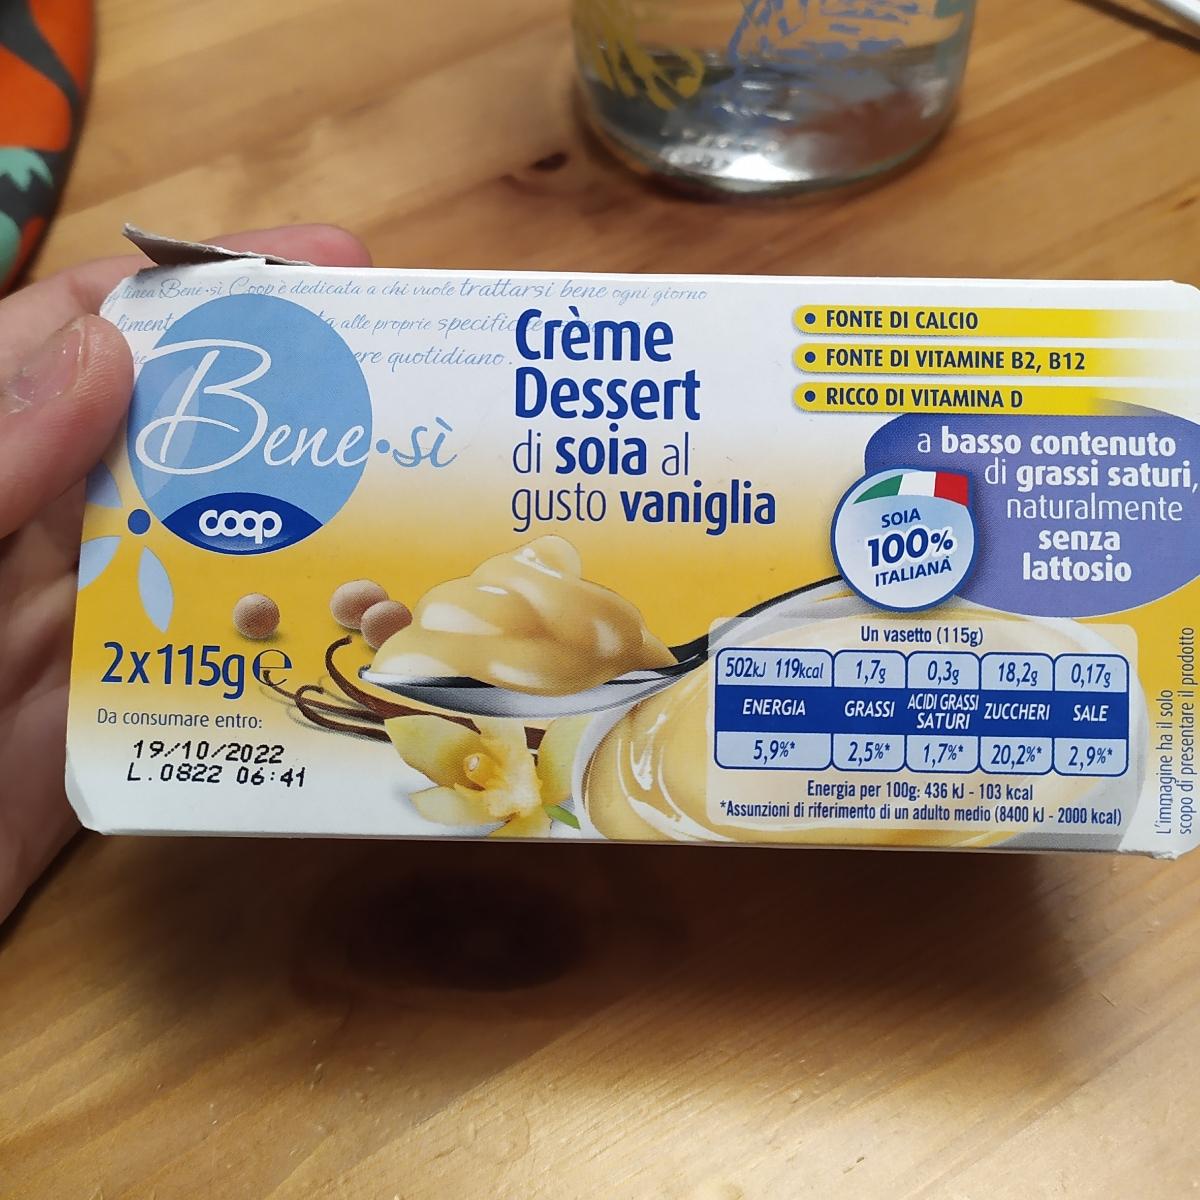 linea Bene·sì Coop è dedicata a chi vuole trattarsi bene ogni giorno
alle proprie
quotidiano.
Bene·sì
coop
Crème
Dessert
di soia al
gusto vaniglia
• FONTE DI CALCIO
• FONTE DI VITAMINE B2, B12
• RICCO DI VITAMINA D
a basso contenuto
di grassi saturi,
naturalmente
senza
lattosio
SOIA
100%
ITALIANA
2x115g e
Da consumare entro:
19/10/2022
L.0822 06:41
Un vasetto (115g)
502kJ 119kcal 1,7g 0,3g 18,2g 0,17g
ENERGIA GRASSI ACIDI GRASSI SATURI ZUCCHERI SALE
5,9%* 2,5%* 1,7%* 20,2%* 2,9%*
Energia per 100g: 436 kJ - 103 kcal
*Assunzioni di riferimento di un adulto medio (8400 kJ - 2000 kcal)
L'immagine ha il solo
scopo di presentare il prodotto